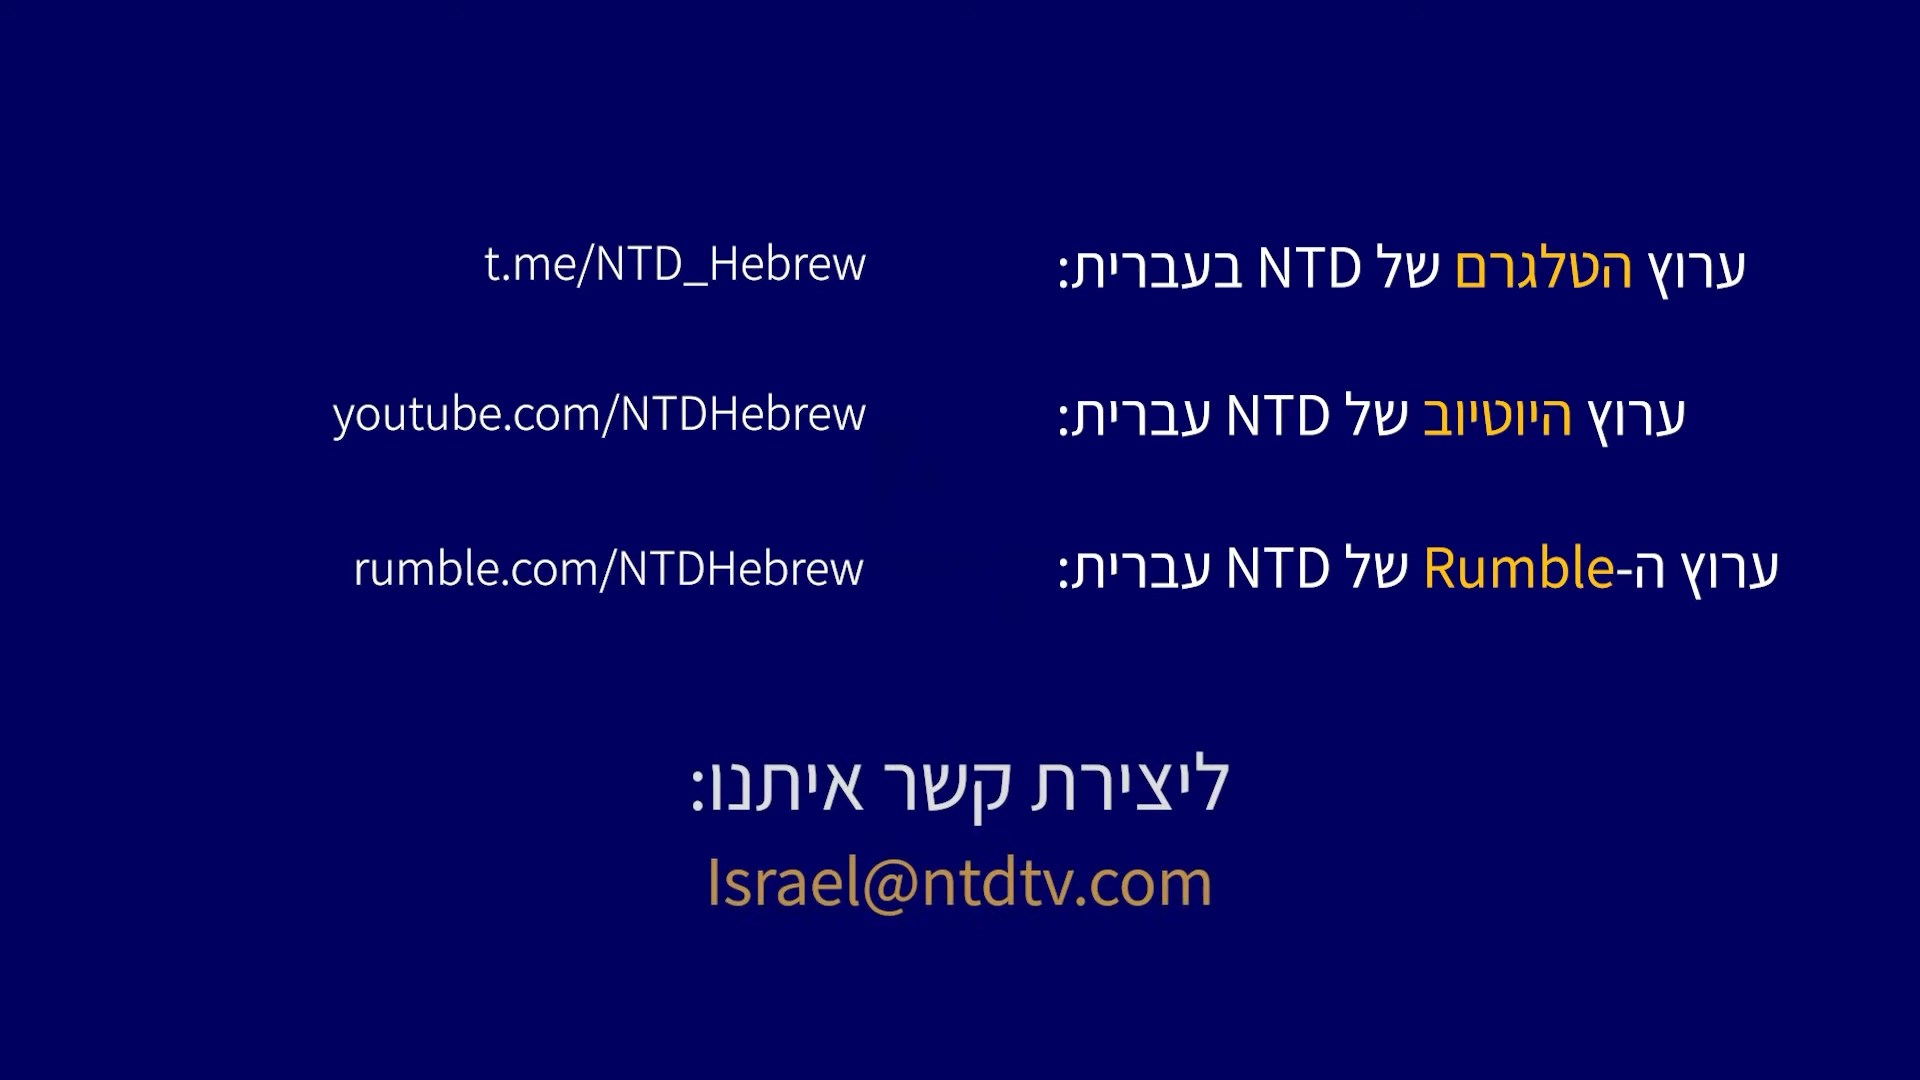 ערוץ הטלגרם של NTD בעברית: t.me/NTD_Hebrew
ערוץ היוטיוב של NTD עברית: youtube.com/NTDHebrew
ערוץ ה-Rumble של NTD עברית: rumble.com/NTDHebrew
ליצירת קשר איתנו:
Israel@ntdtv.com